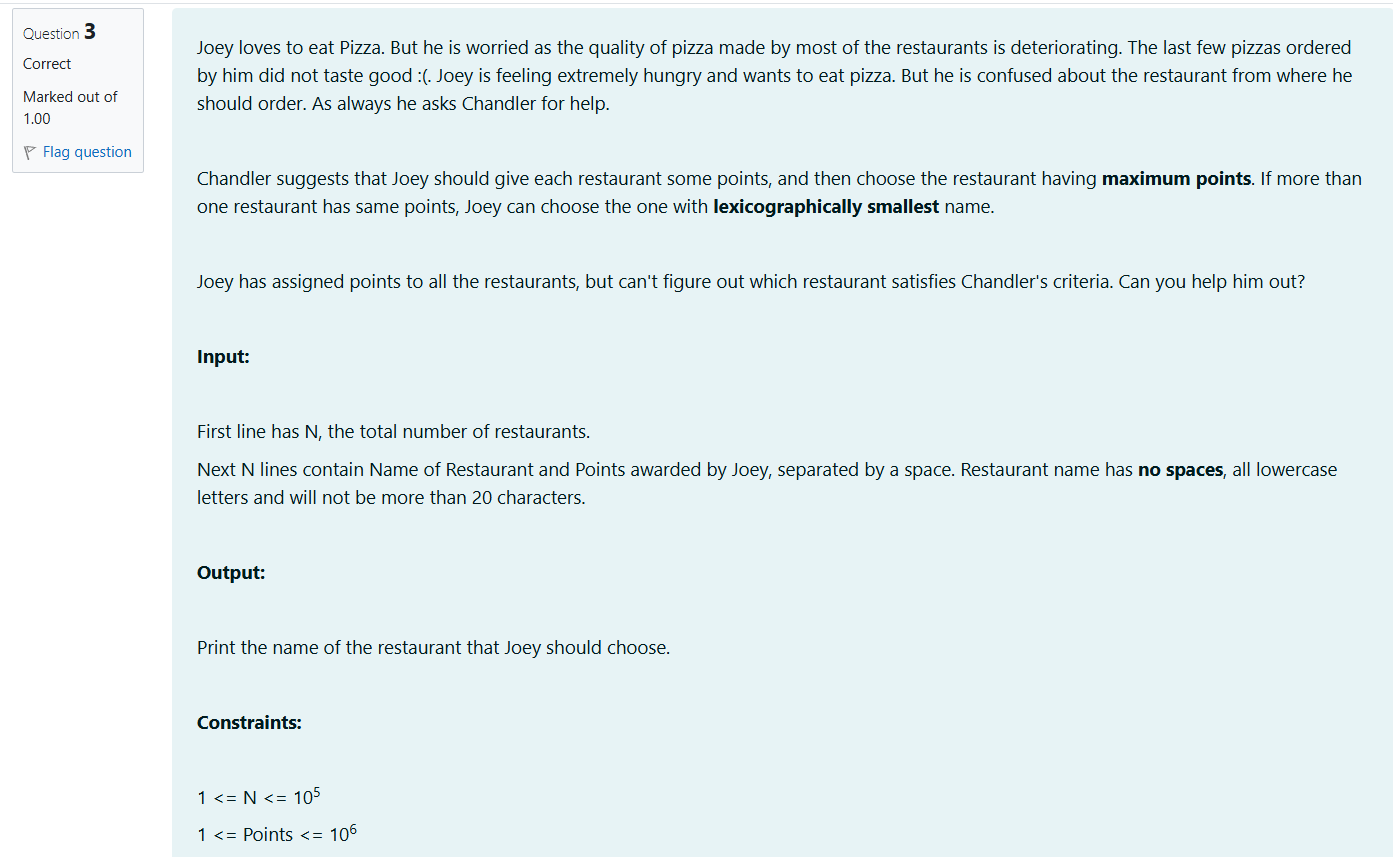 Question 3
Correct
Marked out of
1.00
Flag question
Joey loves to eat Pizza. But he is worried as the quality of pizza made by most of the restaurants is deteriorating. The last few pizzas ordered
by him did not taste good :(. Joey is feeling extremely hungry and wants to eat pizza. But he is confused about the restaurant from where he
should order. As always he asks Chandler for help.
Chandler suggests that Joey should give each restaurant some points, and then choose the restaurant having maximum points. If more than
one restaurant has same points, Joey can choose the one with lexicographically smallest name.
Joey has assigned points to all the restaurants, but can't figure out which restaurant satisfies Chandler's criteria. Can you help him out?
Input:
First line has N, the total number of restaurants.
Next N lines contain Name of Restaurant and Points awarded by Joey, separated by a space. Restaurant name has no spaces, all lowercase
letters and will not be more than 20 characters.
Output:
Print the name of the restaurant that Joey should choose.
Constraints:
1 <= N <= 10⁵
1 <= Points <= 10⁶